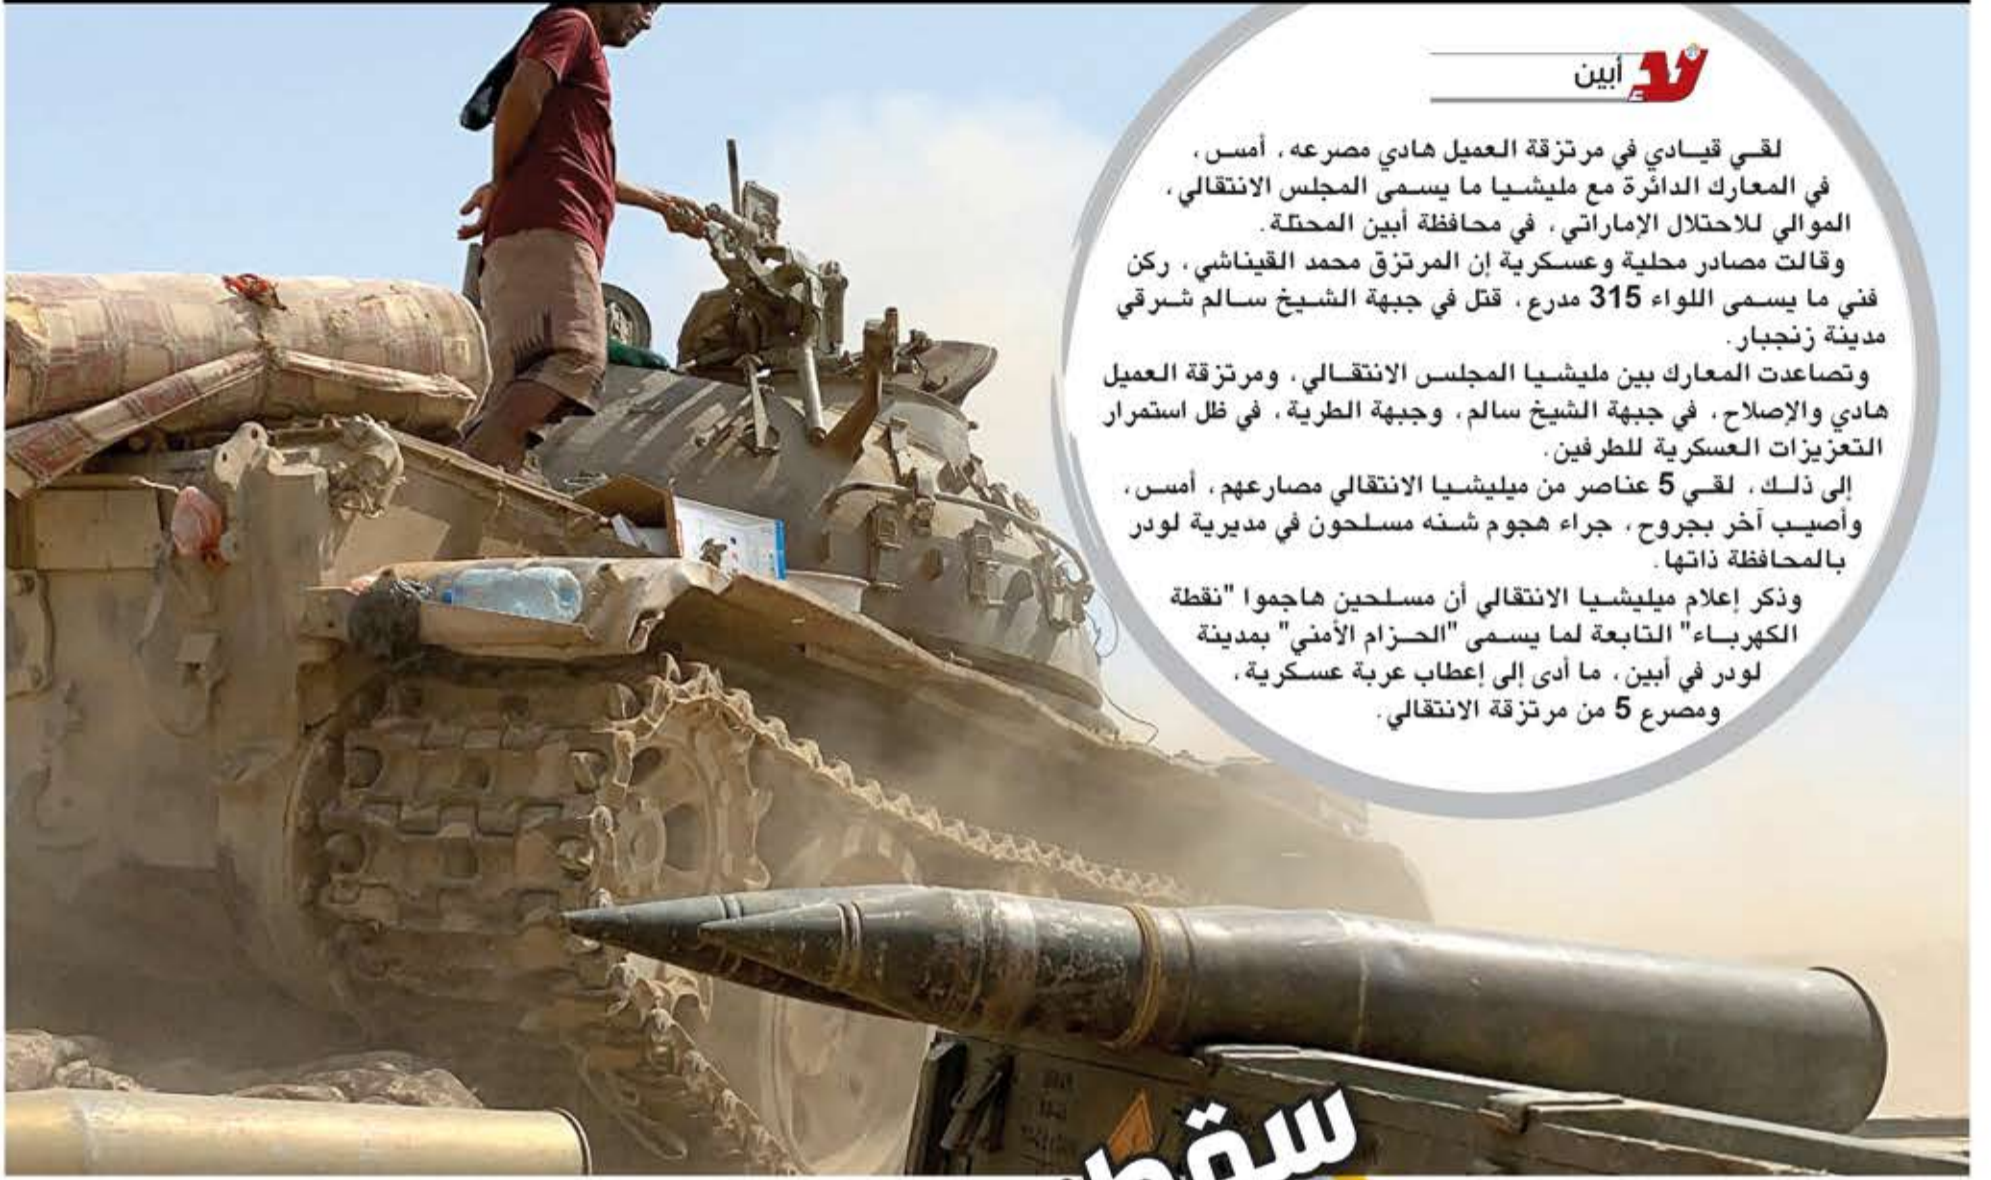 أبين
لقي قيادي في مرتزقة العميل هادي مصرعه، أمس،
في المعارك الدائرة مع مليشيا ما يسمى المجلس الانتقالي،
الموالي للاحتلال الإماراتي، في محافظة أبين المحتلة.
وقالت مصادر محلية وعسكرية إن المرتزق محمد القيناشي، ركن
فني ما يسمى اللواء 315 مدرع، قتل في جبهة الشيخ سالم شرقي
مدينة زنجبار.
وتصاعدت المعارك بين مليشيا المجلس الانتقالي، ومرتزقة العميل
هادي والإصلاح، في جبهة الشيخ سالم، وجبهة الطرية، في ظل استمرار
التعزيزات العسكرية للطرفين.
إلى ذلك، لقي 5 عناصر من ميليشيا الانتقالي مصارعهم، أمس،
وأصيب آخر بجروح، جراء هجوم شنه مسلحون في مديرية لودر
بالمحافظة ذاتها.
وذكر إعلام ميليشيا الانتقالي أن مسلحين هاجموا "نقطة
الكهرباء" التابعة لما يسمى "الحزام الأمني" بمدينة
لودر في أبين، ما أدى إلى إعطاب عربة عسكرية،
ومصرع 5 من مرتزقة الانتقالي.